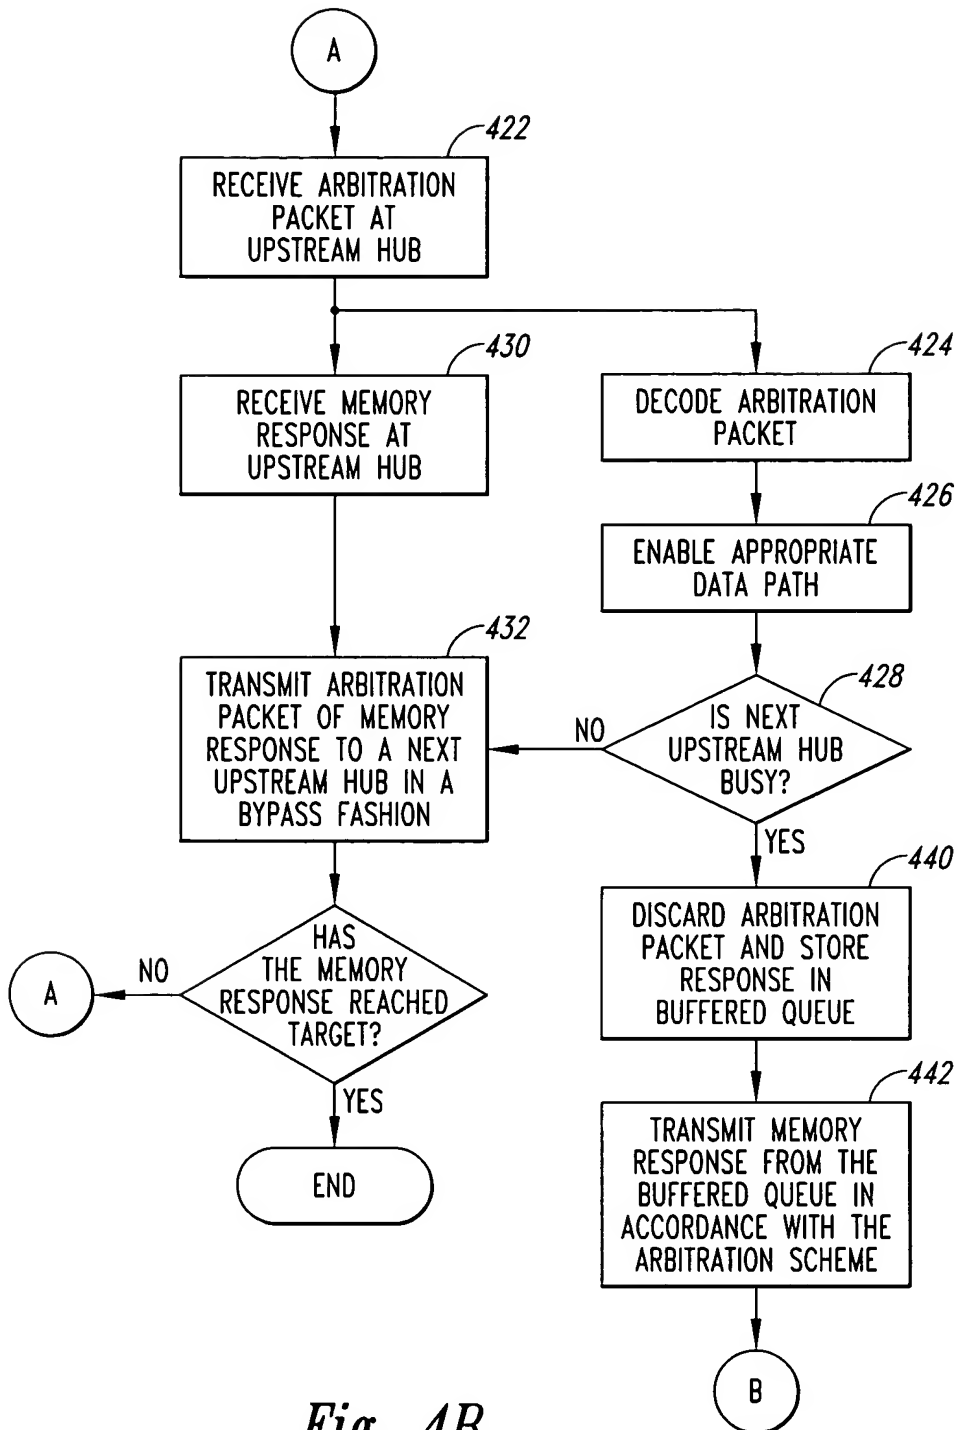 A
422
RECEIVE ARBITRATION
PACKET AT
UPSTREAM HUB
430
RECEIVE MEMORY
RESPONSE AT
UPSTREAM HUB
424
DECODE ARBITRATION
PACKET
426
ENABLE APPROPRIATE
DATA PATH
432
TRANSMIT ARBITRATION
PACKET OF MEMORY
RESPONSE TO A NEXT
UPSTREAM HUB IN A
BYPASS FASHION
428
IS NEXT
UPSTREAM HUB
BUSY?
NO
YES
HAS
THE MEMORY
RESPONSE REACHED
TARGET?
NO
A
YES
END
440
DISCARD ARBITRATION
PACKET AND STORE
RESPONSE IN
BUFFERED QUEUE
442
TRANSMIT MEMORY
RESPONSE FROM THE
BUFFERED QUEUE IN
ACCORDANCE WITH THE
ARBITRATION SCHEME
B
Fig. 4B